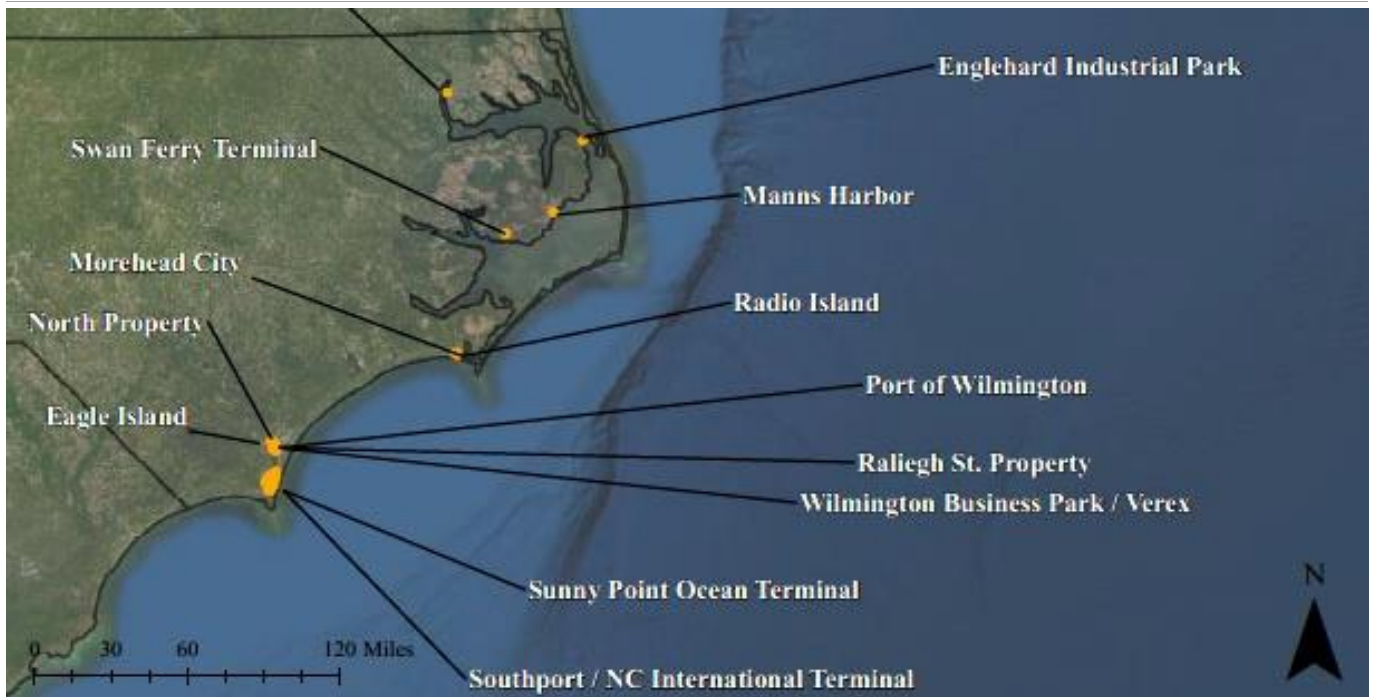 Englehard Industrial Park
Swan Ferry Terminal
Manns Harbor
Morehead City
Radio Island
North Property
Port of Wilmington
Eagle Island
Raliegh St. Property
Wilmington Business Park / Verex
Sunny Point Ocean Terminal
N
0 30 60 120 Miles
Southport / NC International Terminal